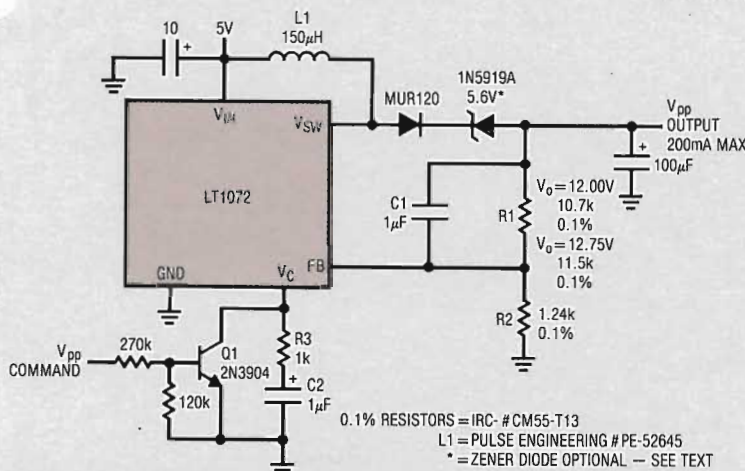 L1
150µH
10
+
5V
1N5919A
5.6V*
MUR120
VIN
VSW
Vpp
OUTPUT
200mA MAX
+
100µF
LT1072
C1
1µF
R1
Vo=12.00V
10.7k
0.1%
Vo=12.75V
11.5k
0.1%
FB
GND
VC
R2
1.24k
0.1%
R3
1k
Vpp
COMMAND
270k
Q1
2N3904
+
C2
1µF
120k
0.1% RESISTORS=IRC-#CM55-T13
L1=PULSE ENGINEERING #PE-52645
*=ZENER DIODE OPTIONAL — SEE TEXT